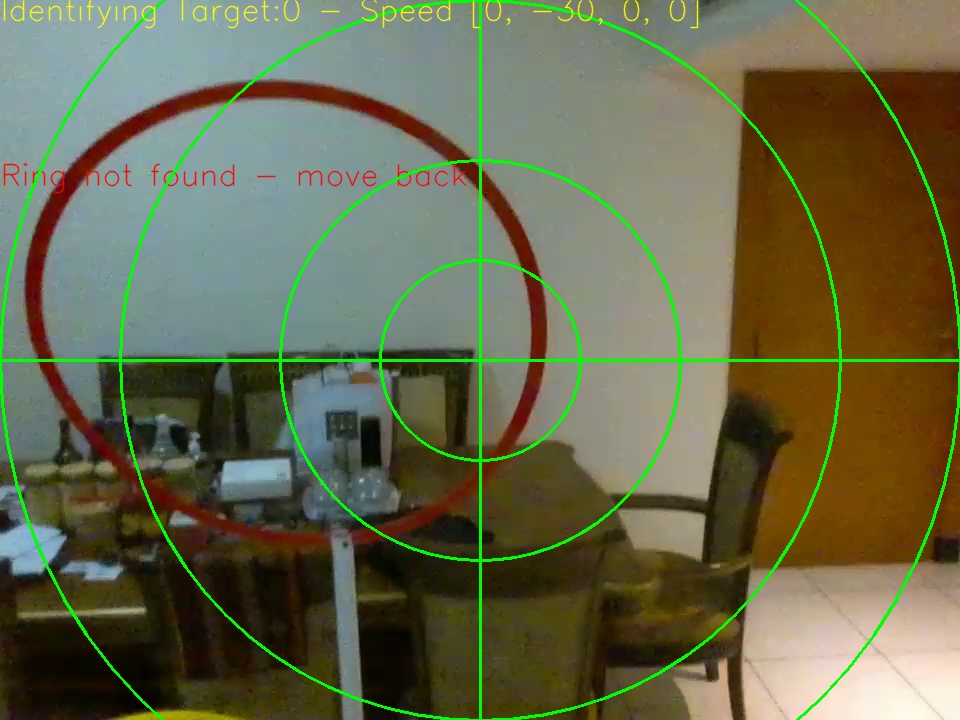 Identifying Target:0 - Speed [0, -30, 0, 0]
Ring not found - move back